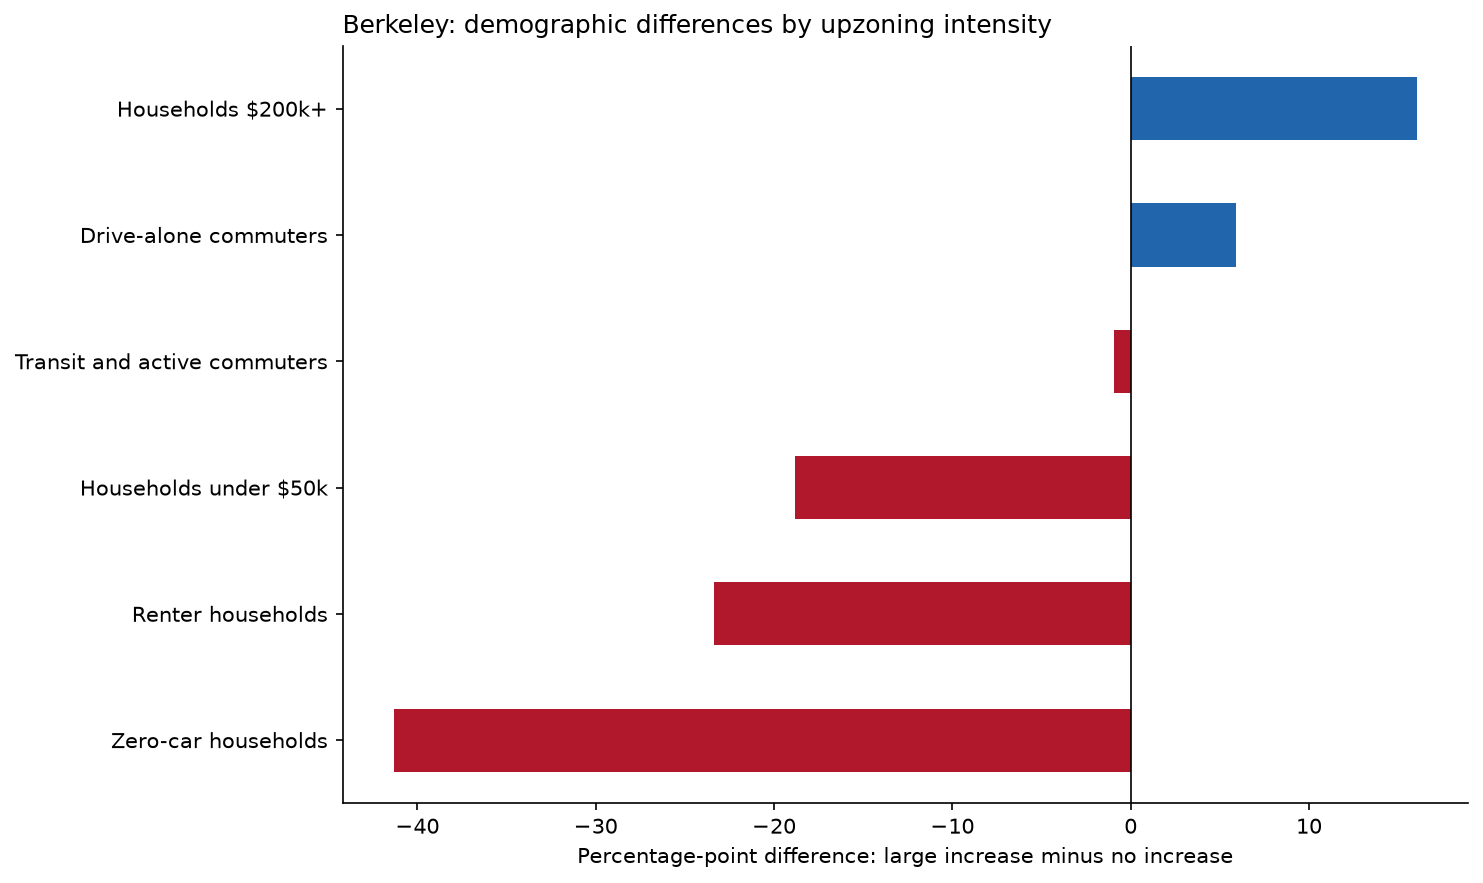 Berkeley: demographic differences by upzoning intensity
Households $200k+
Drive-alone commuters
Transit and active commuters
Households under $50k
Renter households
Zero-car households
−40 −30 −20 −10 0 10
Percentage-point difference: large increase minus no increase